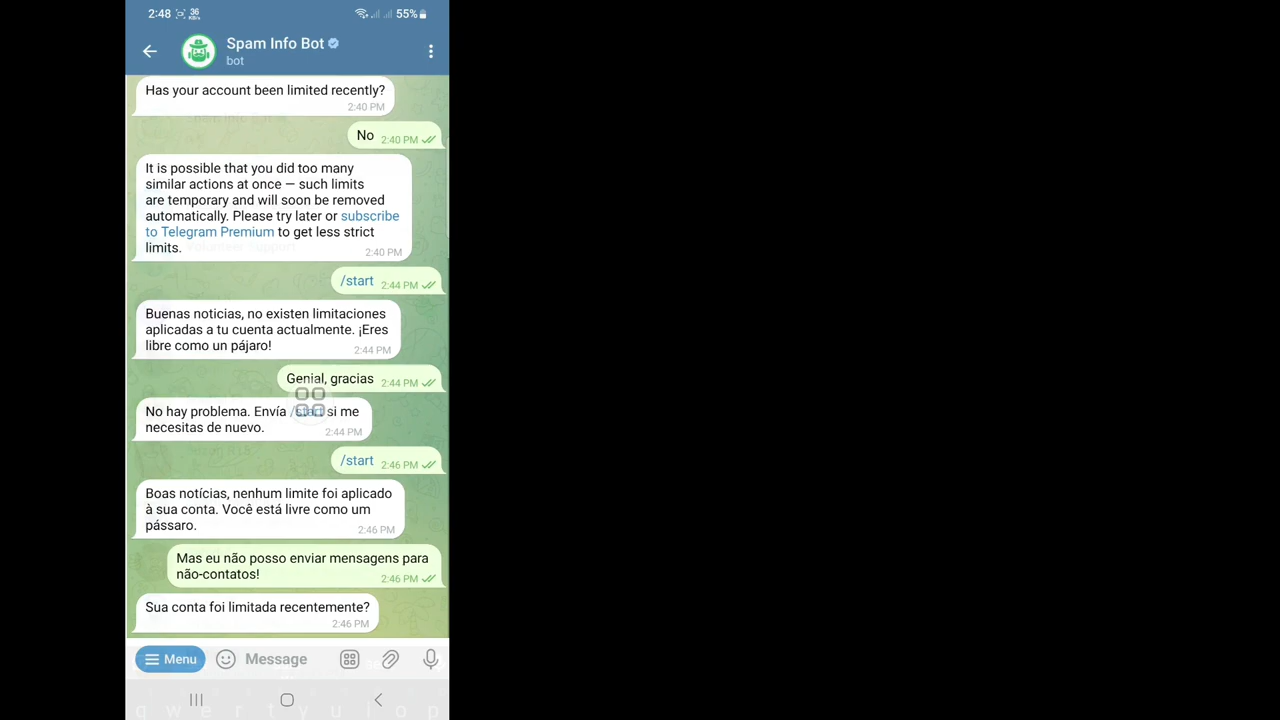 2:48 36 KB/s 55%
Spam Info Bot
bot
Has your account been limited recently?
2:40 PM
No 2:40 PM
It is possible that you did too many
similar actions at once — such limits
are temporary and will soon be removed
automatically. Please try later or subscribe
to Telegram Premium to get less strict
limits. 2:40 PM
/start 2:44 PM
Buenas noticias, no existen limitaciones
aplicadas a tu cuenta actualmente. ¡Eres
libre como un pájaro! 2:44 PM
Genial, gracias 2:44 PM
No hay problema. Envía /start si me
necesitas de nuevo. 2:44 PM
/start 2:46 PM
Boas notícias, nenhum limite foi aplicado
à sua conta. Você está livre como um
pássaro. 2:46 PM
Mas eu não posso enviar mensagens para
não-contatos! 2:46 PM
Sua conta foi limitada recentemente?
2:46 PM
Menu Message
q w e r t y u i o p